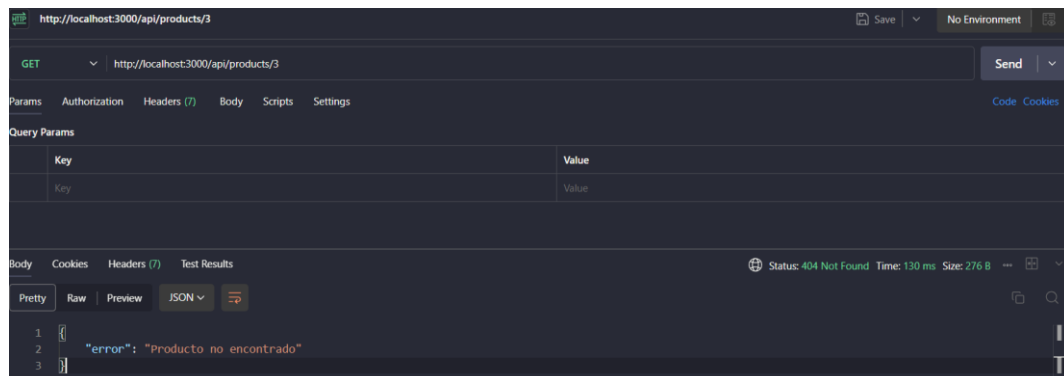 HTTP http://localhost:3000/api/products/3 Save No Environment
GET http://localhost:3000/api/products/3 Send
Params Authorization Headers (7) Body Scripts Settings Code Cookies
Query Params
Key Value
Key Value
Body Cookies Headers (7) Test Results Status: 404 Not Found Time: 130 ms Size: 276 B
Pretty Raw Preview JSON
1 {
2 "error": "Producto no encontrado"
3 }